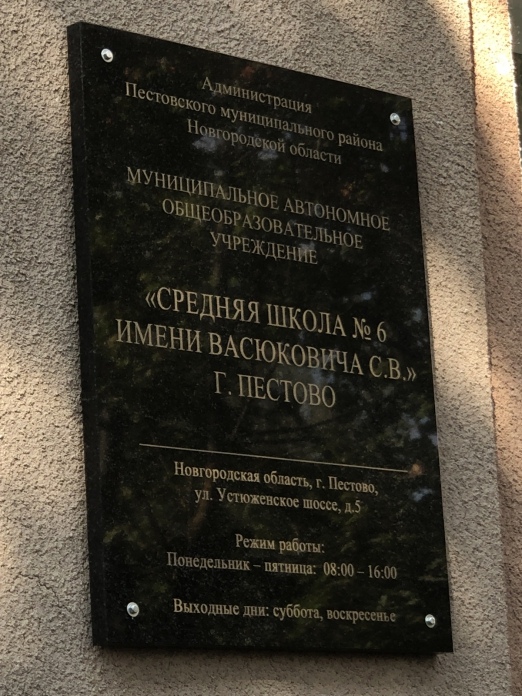 Администрация
Пестовского муниципального района
Новгородской области
МУНИЦИПАЛЬНОЕ АВТОНОМНОЕ
ОБЩЕОБРАЗОВАТЕЛЬНОЕ
УЧРЕЖДЕНИЕ
«СРЕДНЯЯ ШКОЛА № 6
ИМЕНИ ВАСЮКОВИЧА С.В.»
Г. ПЕСТОВО
Новгородская область, г. Пестово,
ул. Устюженское шоссе, д.5
Режим работы:
Понедельник – пятница: 08:00 – 16:00
Выходные дни: суббота, воскресенье